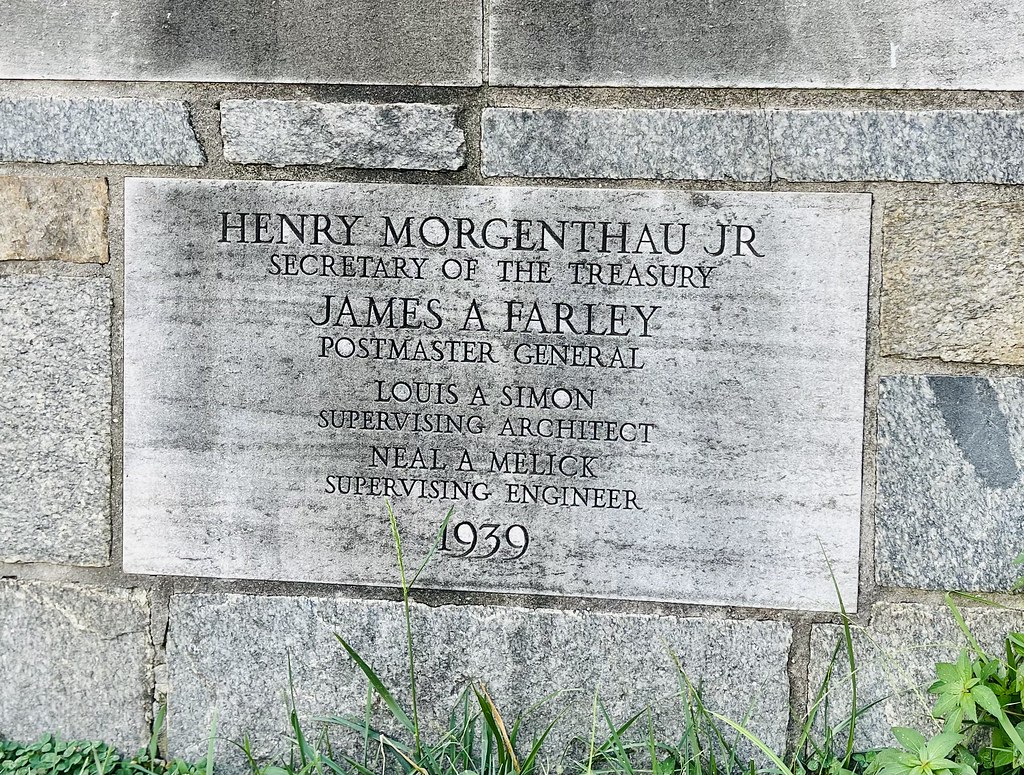 HENRY MORGENTHAU JR
SECRETARY OF THE TREASURY
JAMES A FARLEY
POSTMASTER GENERAL
LOUIS A SIMON
SUPERVISING ARCHITECT
NEAL A MELICK
SUPERVISING ENGINEER
1939